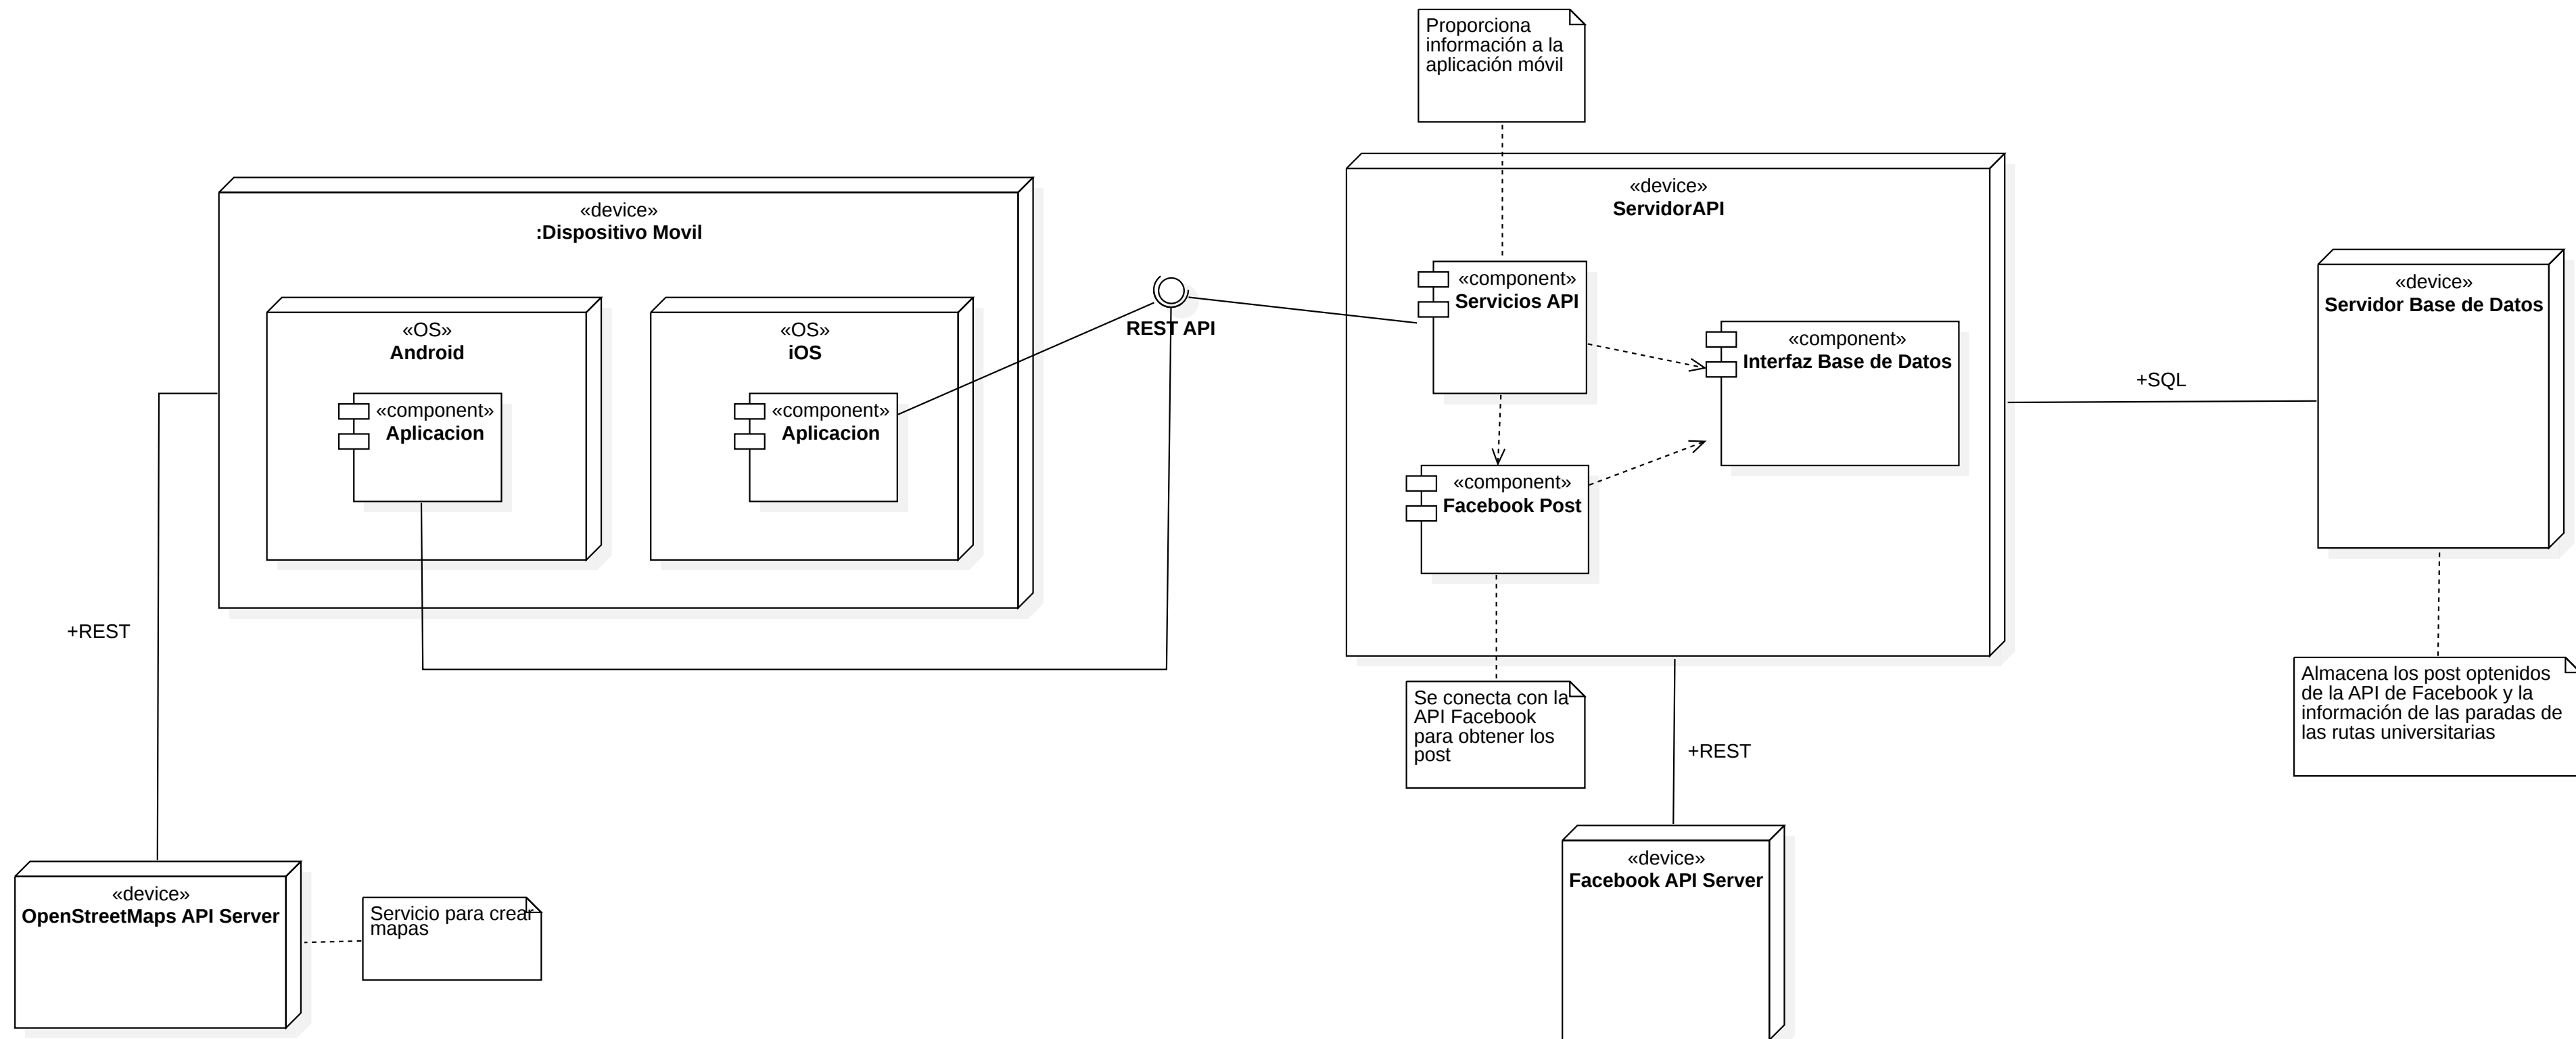 Proporciona
información a la
aplicación móvil
«device»
:Dispositivo Movil
«OS»
Android
«component»
Aplicacion
«OS»
iOS
«component»
Aplicacion
REST API
«device»
ServidorAPI
«component»
Servicios API
«component»
Interfaz Base de Datos
«component»
Facebook Post
+SQL
«device»
Servidor Base de Datos
+REST
Se conecta con la
API Facebook
para obtener los
post
+REST
Almacena los post optenidos
de la API de Facebook y la
información de las paradas de
las rutas universitarias
«device»
OpenStreetMaps API Server
Servicio para crear
mapas
«device»
Facebook API Server